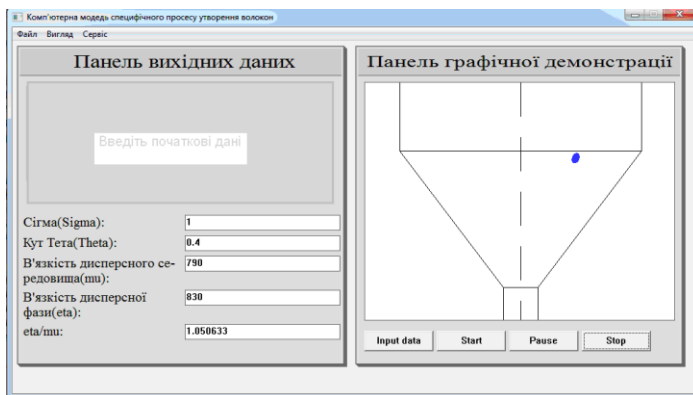 Комп'ютерна модедь специфічного просесу утворення волокон
Файл Вигляд Сервіс
Панель вихідних даних
Введіть початкові дані
Сігма(Sigma):
1
Кут Тета(Theta):
0.4
В'язкість дисперсного се-
редовиша(mu):
790
В'язкість дисперсної
фази(eta):
830
eta/mu:
1.050633
Панель графічної демонстрації
Input data Start Pause Stop